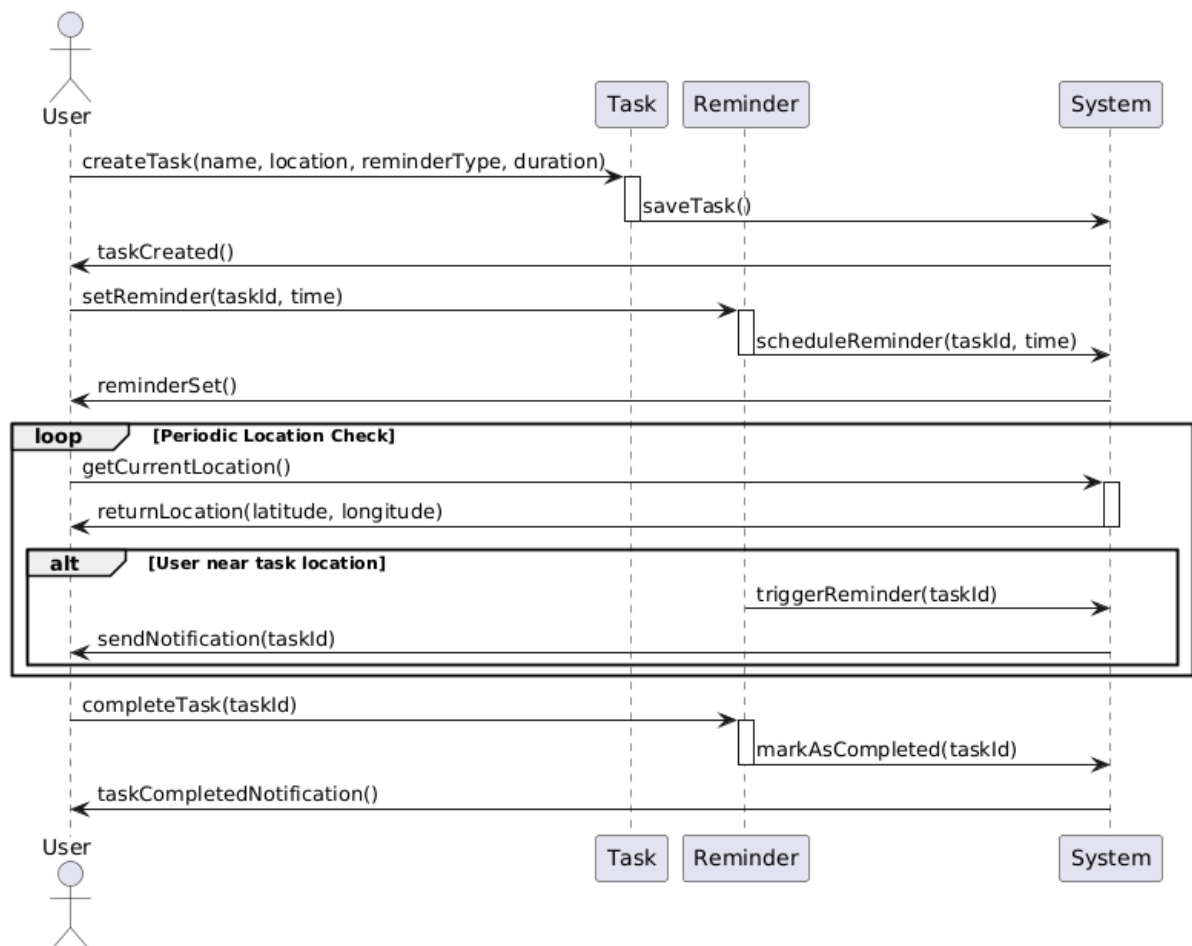 User
Task
Reminder
System
createTask(name, location, reminderType, duration)
saveTask()
taskCreated()
setReminder(taskId, time)
scheduleReminder(taskId, time)
reminderSet()
loop [Periodic Location Check]
getCurrentLocation()
returnLocation(latitude, longitude)
alt [User near task location]
triggerReminder(taskId)
sendNotification(taskId)
completeTask(taskId)
markAsCompleted(taskId)
taskCompletedNotification()
User
Task
Reminder
System